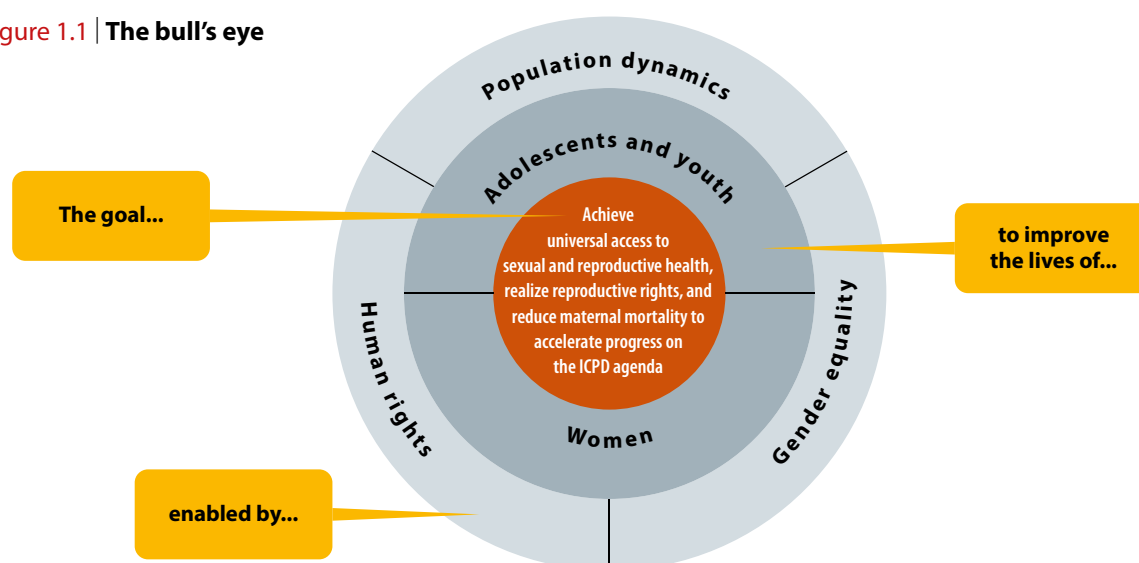 gure 1.1 | The bull's eye
Population dynamics
Adolescents and youth
The goal...
Achieve
universal access to
sexual and reproductive health,
realize reproductive rights, and
reduce maternal mortality to
accelerate progress on
the ICPD agenda
to improve
the lives of...
Human rights
Gender equality
Women
enabled by...